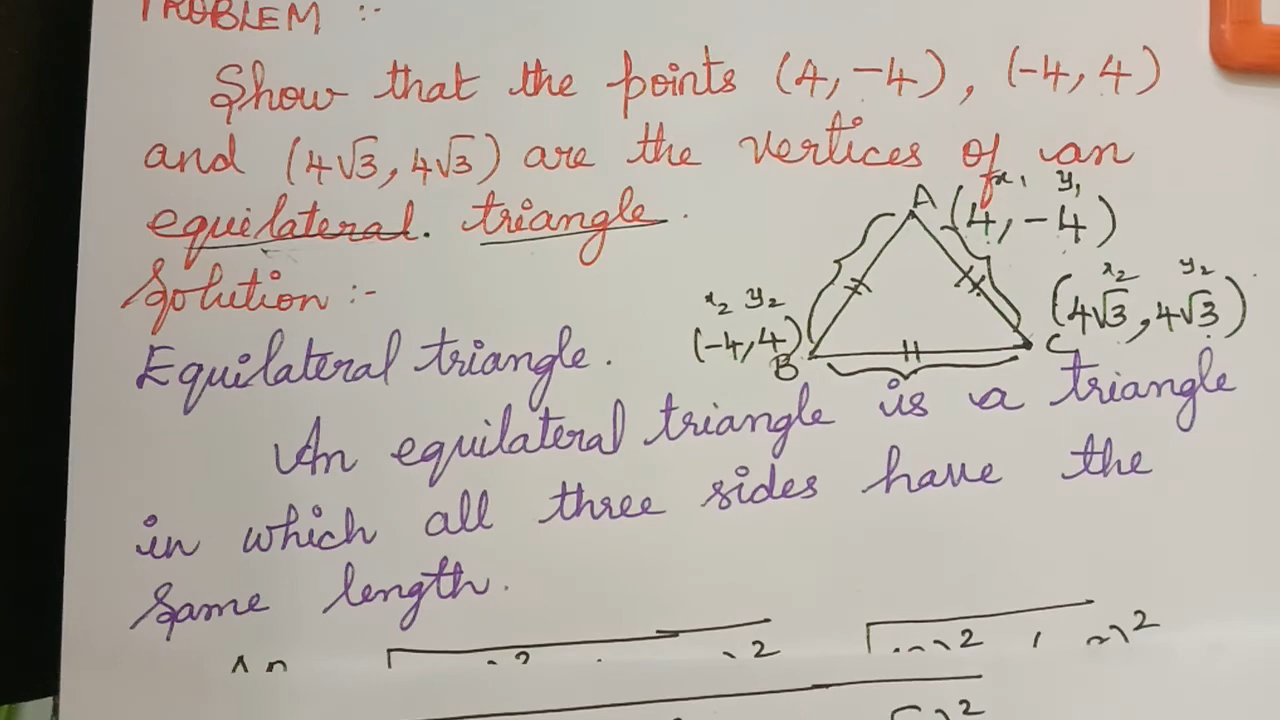 PROBLEM :-
Show that the points (4,-4), (-4,4)
and (4√3, 4√3) are the vertices of an
equilateral. triangle.
A
x₁ y₁
(4,-4)
Solution :-
x₂ y₂
(-4,4)
B
x₂ y₂
(4√3, 4√3)
C
Equilateral triangle.
An equilateral triangle is a triangle
in which all three sides have the
same length.